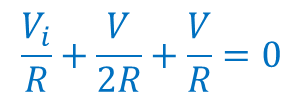 V_i/R + V/2R + V/R = 0